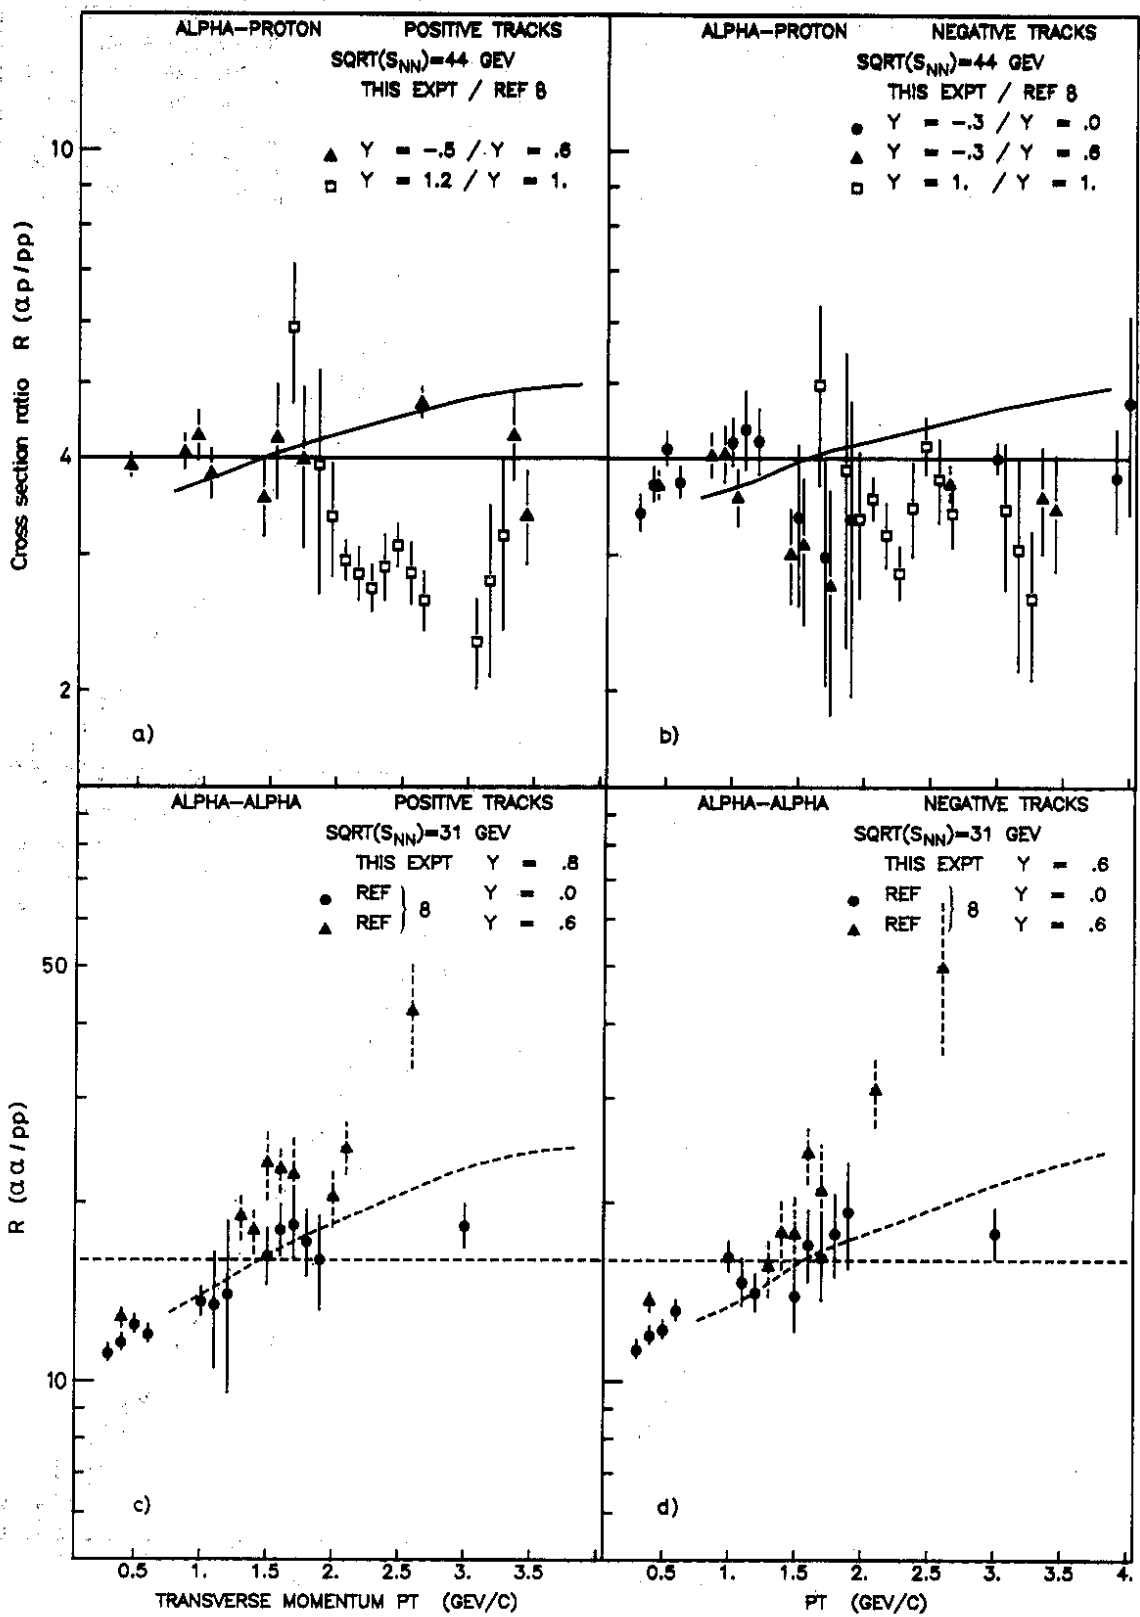 ALPHA-PROTON POSITIVE TRACKS
SQRT(S_NN)=44 GEV
THIS EXPT / REF 8
▲ Y = -.5 / Y = .6
□ Y = 1.2 / Y = 1.
10
4
2
Cross section ratio R (αp/pp)
a)
ALPHA-PROTON NEGATIVE TRACKS
SQRT(S_NN)=44 GEV
THIS EXPT / REF 8
● Y = -.3 / Y = .0
▲ Y = -.3 / Y = .6
□ Y = 1. / Y = 1.
b)
ALPHA-ALPHA POSITIVE TRACKS
SQRT(S_NN)=31 GEV
THIS EXPT Y = .8
● REF } 8 Y = .0
▲ REF Y = .6
50
10
R (αα/pp)
c)
0.5 1. 1.5 2. 2.5 3. 3.5
TRANSVERSE MOMENTUM PT (GEV/C)
ALPHA-ALPHA NEGATIVE TRACKS
SQRT(S_NN)=31 GEV
THIS EXPT Y = .6
● REF } 8 Y = .0
▲ REF Y = .6
d)
0.5 1. 1.5 2. 2.5 3. 3.5 4.
PT (GEV/C)